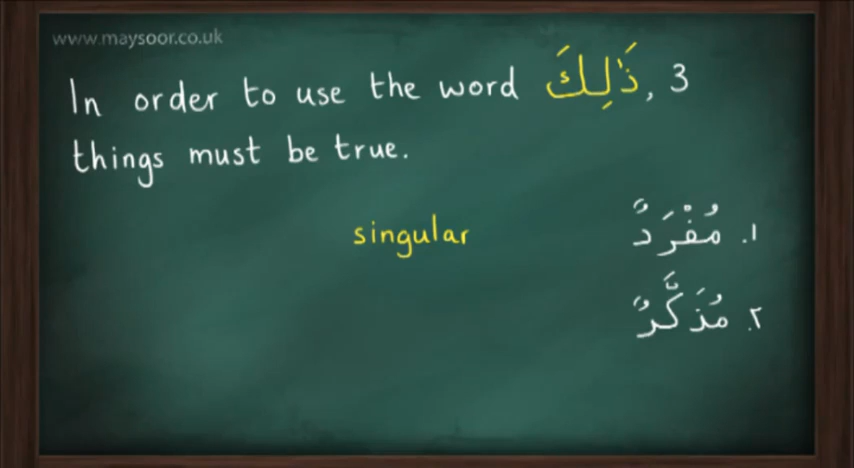 www.maysoor.co.uk
In order to use the word ذَٰلِكَ, 3
things must be true.
١. مُفْرَدٌ singular
٢. مُذَكَّرٌ